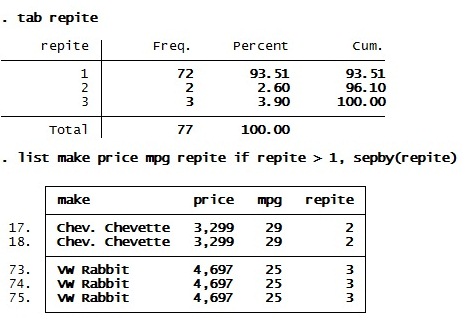 . tab repite
repite Freq. Percent Cum.
1 72 93.51 93.51
2 2 2.60 96.10
3 3 3.90 100.00
Total 77 100.00
. list make price mpg repite if repite > 1, sepby(repite)
make price mpg repite
17. Chev. Chevette 3,299 29 2
18. Chev. Chevette 3,299 29 2
73. VW Rabbit 4,697 25 3
74. VW Rabbit 4,697 25 3
75. VW Rabbit 4,697 25 3